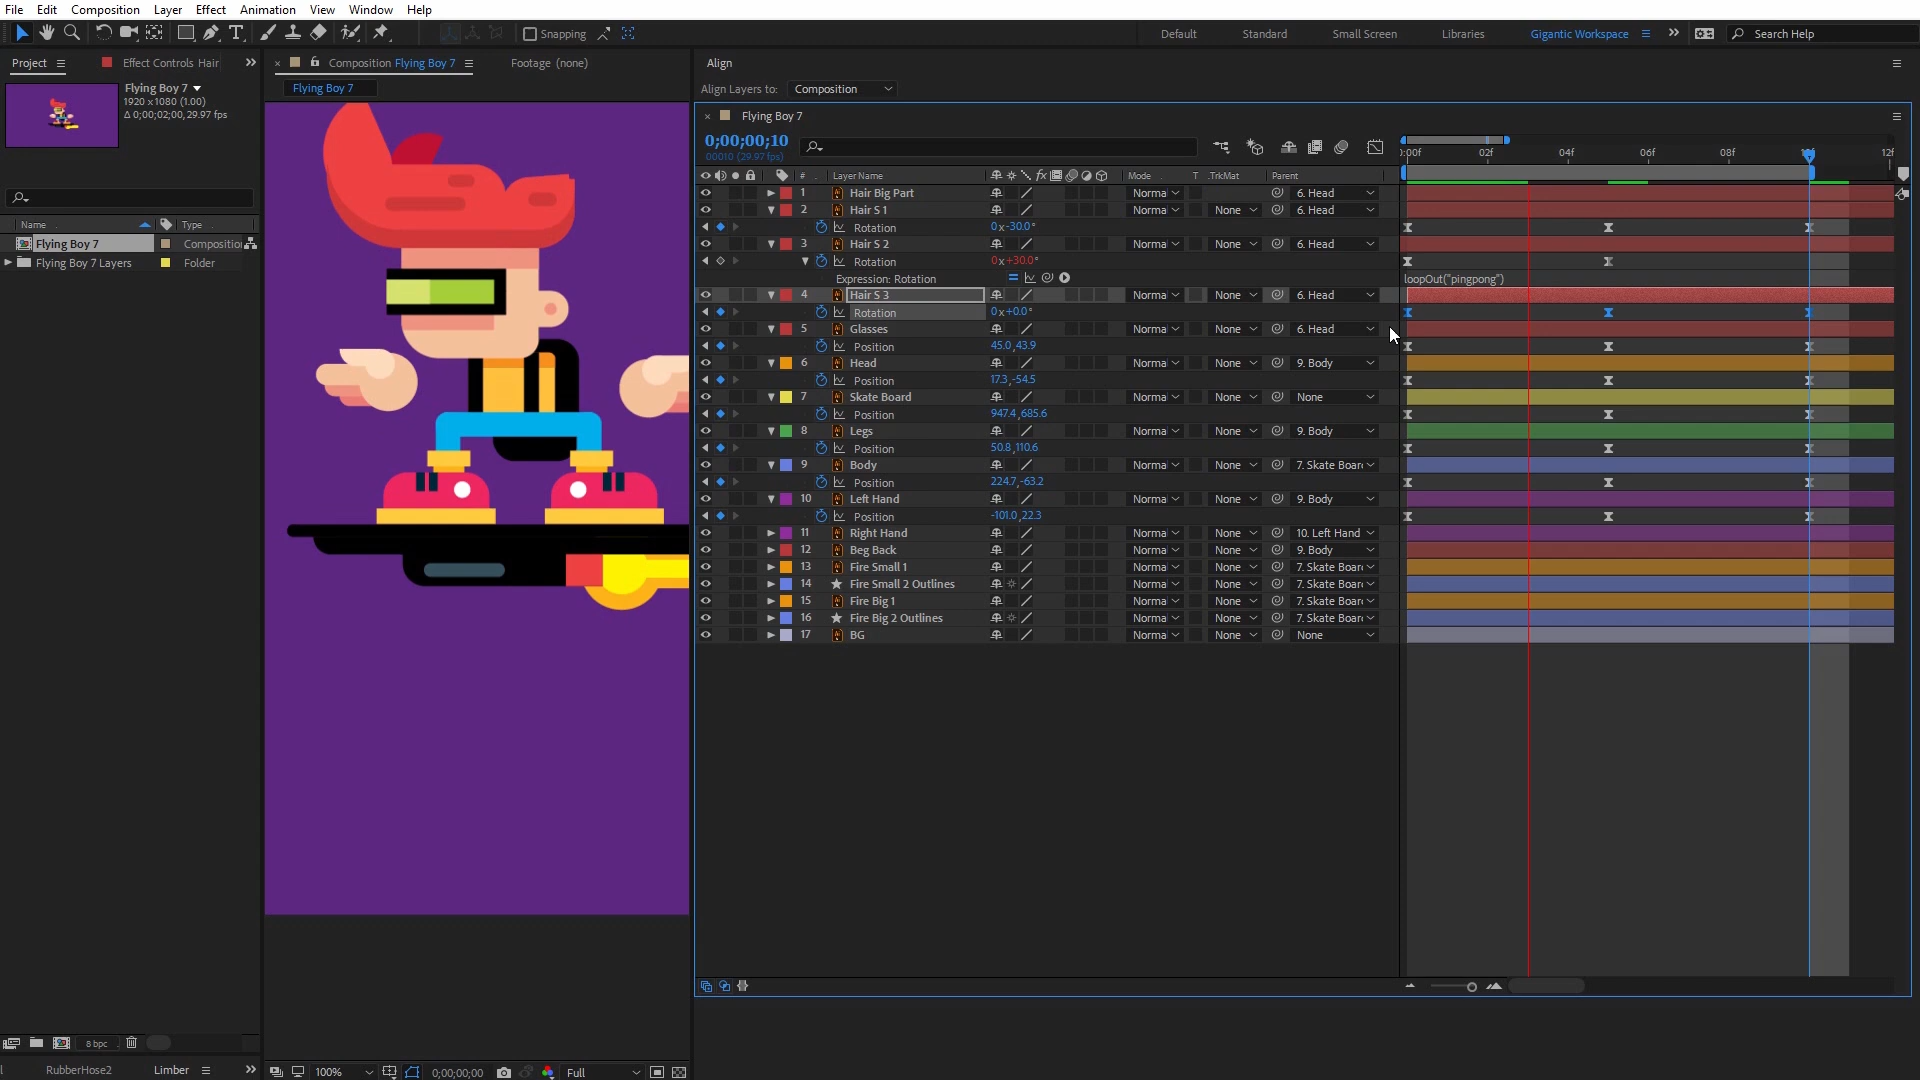 File Edit Composition Layer Effect Animation View Window Help
Snapping
Default Standard Small Screen Libraries Gigantic Workspace Search Help
Project Effect Controls Hair
Composition Flying Boy 7 Footage (none)
Align
Flying Boy 7
1920 x1080 (1.00)
Δ 0;00;02;00, 29.97 fps
Flying Boy 7
Align Layers to: Composition
Flying Boy 7
0;00;00;10
00010 (29.97 fps)
:00f 02f 04f 06f 08f 12f
# Layer Name fx Mode T .TrkMat Parent
Name Type
Flying Boy 7 Composition
Flying Boy 7 Layers Folder
1 Hair Big Part Norma 6. Head
2 Hair S 1 Norma None 6. Head
Rotation 0x-30.0°
3 Hair S 2 Norma None 6. Head
Rotation 0x+30.0°
Expression: Rotation loopOut("pingpong")
4 Hair S 3 Norma None 6. Head
Rotation 0x+0.0°
5 Glasses Norma None 6. Head
Position 45.0,43.9
6 Head Norma None 9. Body
Position 17.3,-54.5
7 Skate Board Norma None None
Position 947.4,685.6
8 Legs Norma None 9. Body
Position 50.8,110.6
9 Body Norma None 7. Skate Boar
Position 224.7,-63.2
10 Left Hand Norma None 9. Body
Position -101.0,22.3
11 Right Hand Norma None 10. Left Hand
12 Beg Back Norma None 9. Body
13 Fire Small 1 Norma None 7. Skate Boar
14 Fire Small 2 Outlines Norma None 7. Skate Boar
15 Fire Big 1 Norma None 7. Skate Boar
16 Fire Big 2 Outlines Norma None 7. Skate Boar
17 BG Norma None None
8 bpc
RubberHose2 Limber
100% 0;00;00;00 Full